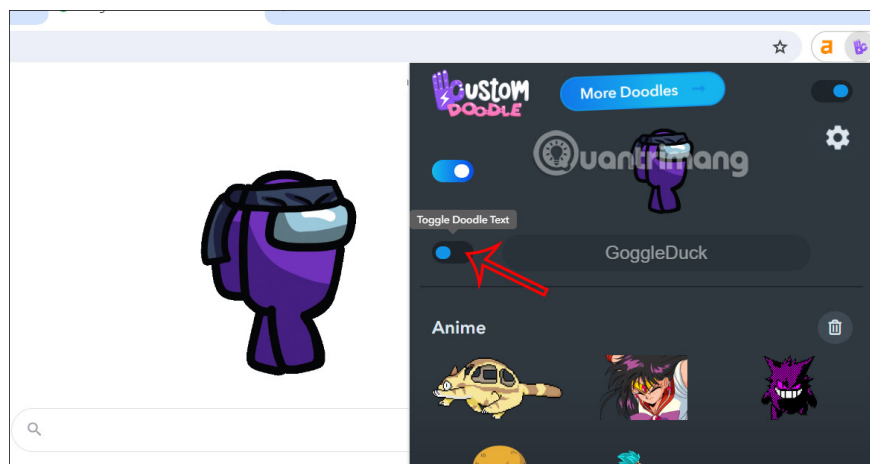 a
CUSTOM
DOODLE
More Doodles →
Quantrimang
Toggle Doodle Text
GoggleDuck
Anime